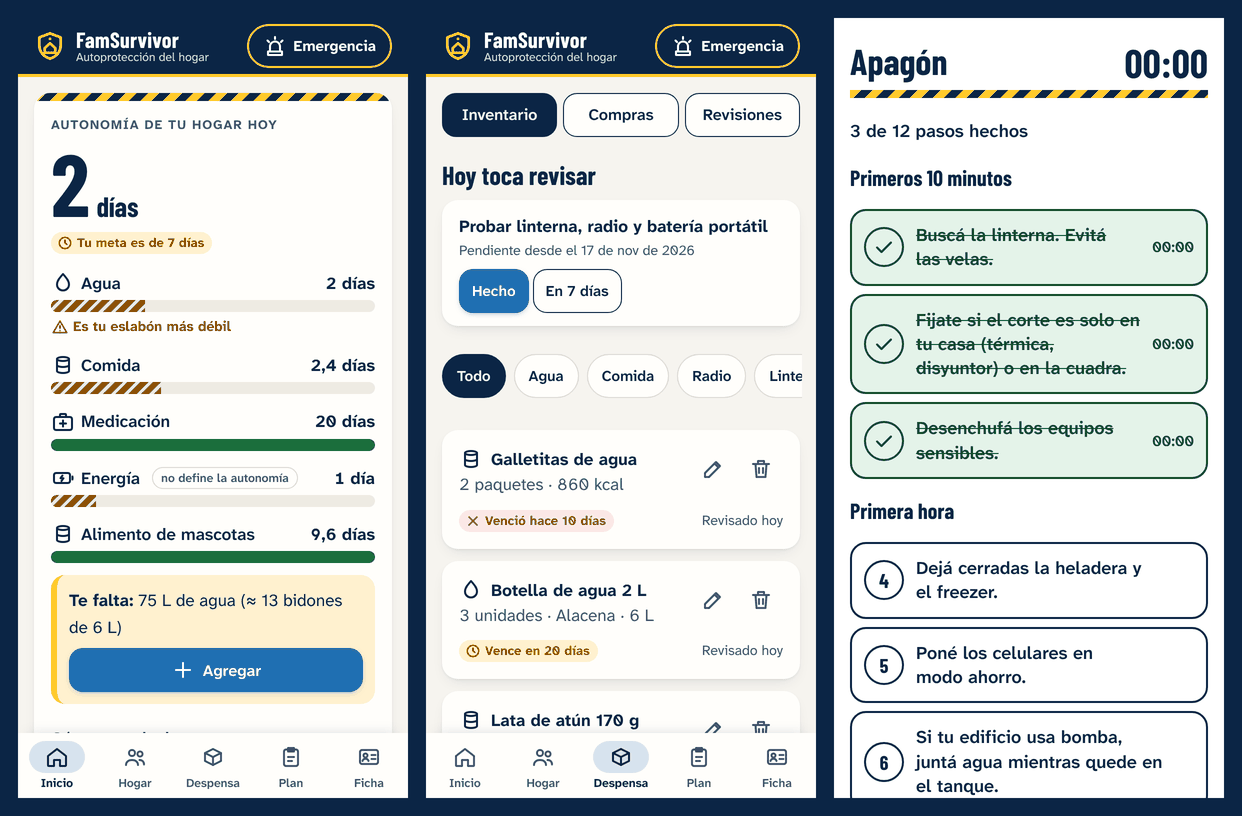 FamSurvivor
Autoprotección del hogar
Emergencia
AUTONOMÍA DE TU HOGAR HOY
2 días
Tu meta es de 7 días
Agua
2 días
Es tu eslabón más débil
Comida
2,4 días
Medicación
20 días
Energía
no define la autonomía
1 día
Alimento de mascotas
9,6 días
Te falta: 75 L de agua (≈ 13 bidones
de 6 L)
Agregar
Inicio
Hogar
Despensa
Plan
Ficha
FamSurvivor
Autoprotección del hogar
Emergencia
Inventario
Compras
Revisiones
Hoy toca revisar
Probar linterna, radio y batería portátil
Pendiente desde el 17 de nov de 2026
Hecho
En 7 días
Todo
Agua
Comida
Radio
Linte
Galletitas de agua
2 paquetes · 860 kcal
Venció hace 10 días
Revisado hoy
Botella de agua 2 L
3 unidades · Alacena · 6 L
Vence en 20 días
Revisado hoy
Lata de atún 170 g
Inicio
Hogar
Despensa
Plan
Ficha
Apagón
00:00
3 de 12 pasos hechos
Primeros 10 minutos
Buscá la linterna. Evitá
las velas.
00:00
Fijate si el corte es solo en
tu casa (térmica,
disyuntor) o en la cuadra.
00:00
Desenchufá los equipos
sensibles.
00:00
Primera hora
4
Dejá cerradas la heladera y
el freezer.
5
Poné los celulares en
modo ahorro.
6
Si tu edificio usa bomba,
juntá agua mientras quede en
el tanque.